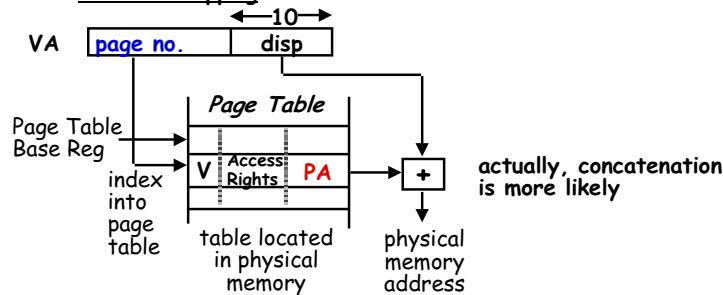 10
VA page no. disp
Page Table
Page Table
Base Reg
V Access
Rights PA
+
actually, concatenation
is more likely
index
into
page
table
table located
in physical
memory
physical
memory
address